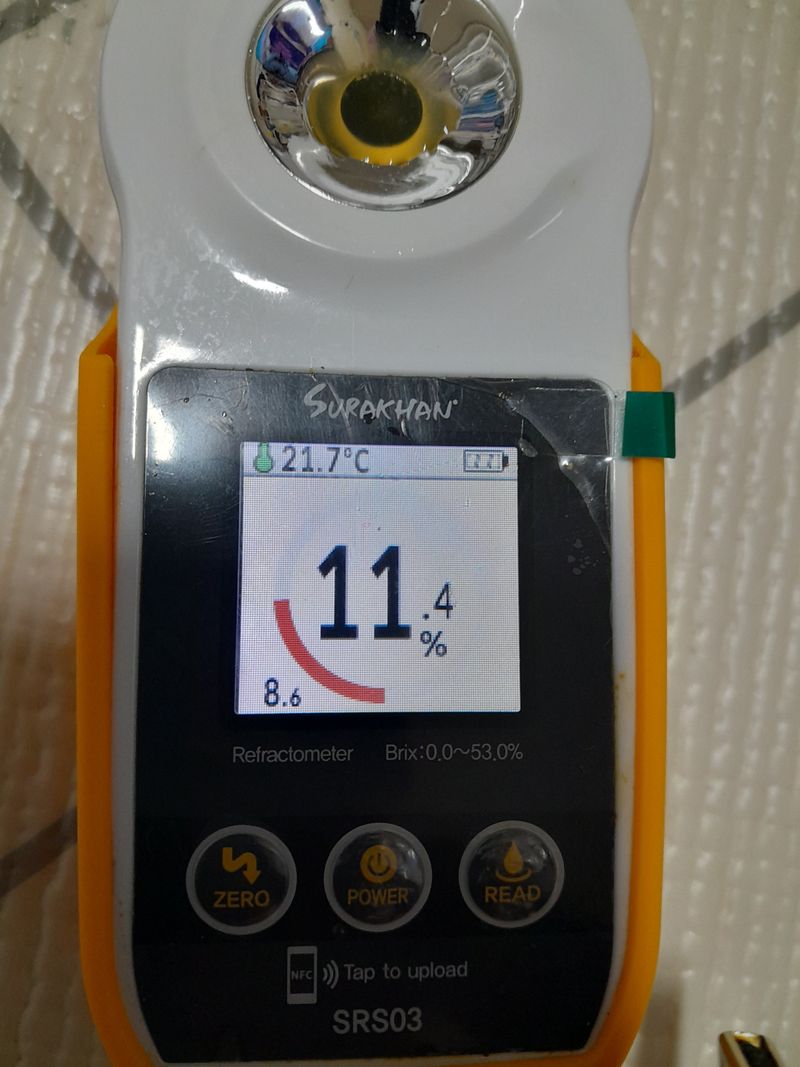 SURAKHAN
21.7°C
11.4
%
8.6
Refractometer Brix:0.0~53.0%
ZERO POWER READ
NFC Tap to upload
SRS03